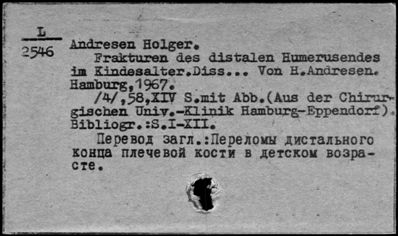 L
2546
Andresen Holger.
Frakturen des distalen Humerusendes
im Kindesalter.Diss... Von H.Andresen.
Hamburg,1967.
/4/,58,XIV S.mit Abb.(Aus der Chirur-
gischen Univ.-Klinik Hamburg-Eppendorf).
Bibliogr.:S.I-XII.
Перевод загл.:Переломы дистального
конца плечевой кости в детском возра-
сте.